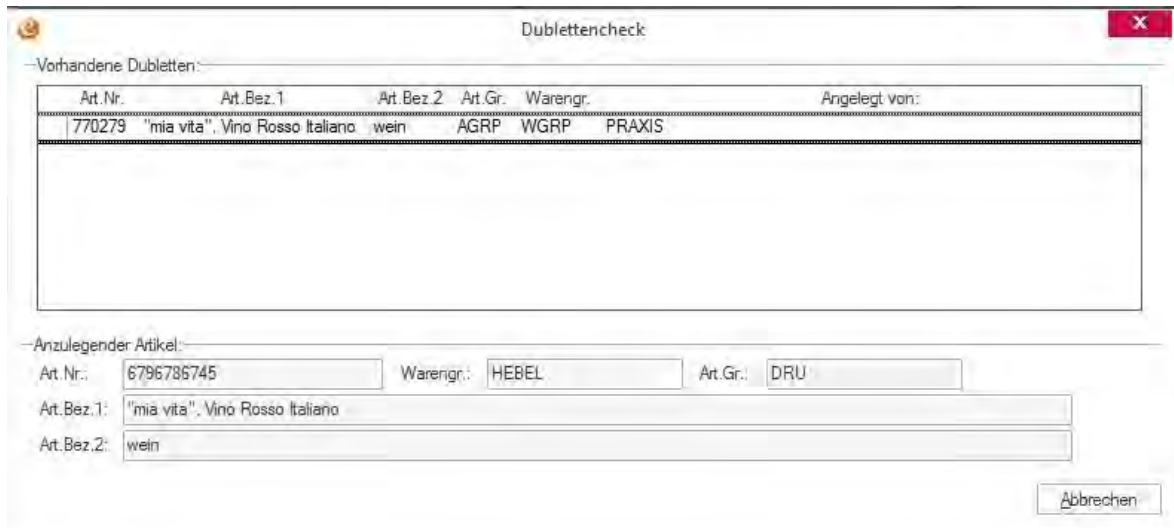 Dublettencheck
Vorhandene Dubletten:
Art.Nr. Art.Bez.1 Art.Bez.2 Art.Gr. Warengr. Angelegt von:
770279 "mia vita", Vino Rosso Italiano wein AGRP WGRP PRAXIS
Anzulegender Artikel:
Art.Nr.: 6796786745 Warengr.: HEBEL Art.Gr.: DRU
Art.Bez.1: "mia vita", Vino Rosso Italiano
Art.Bez.2: wein
Abbrechen